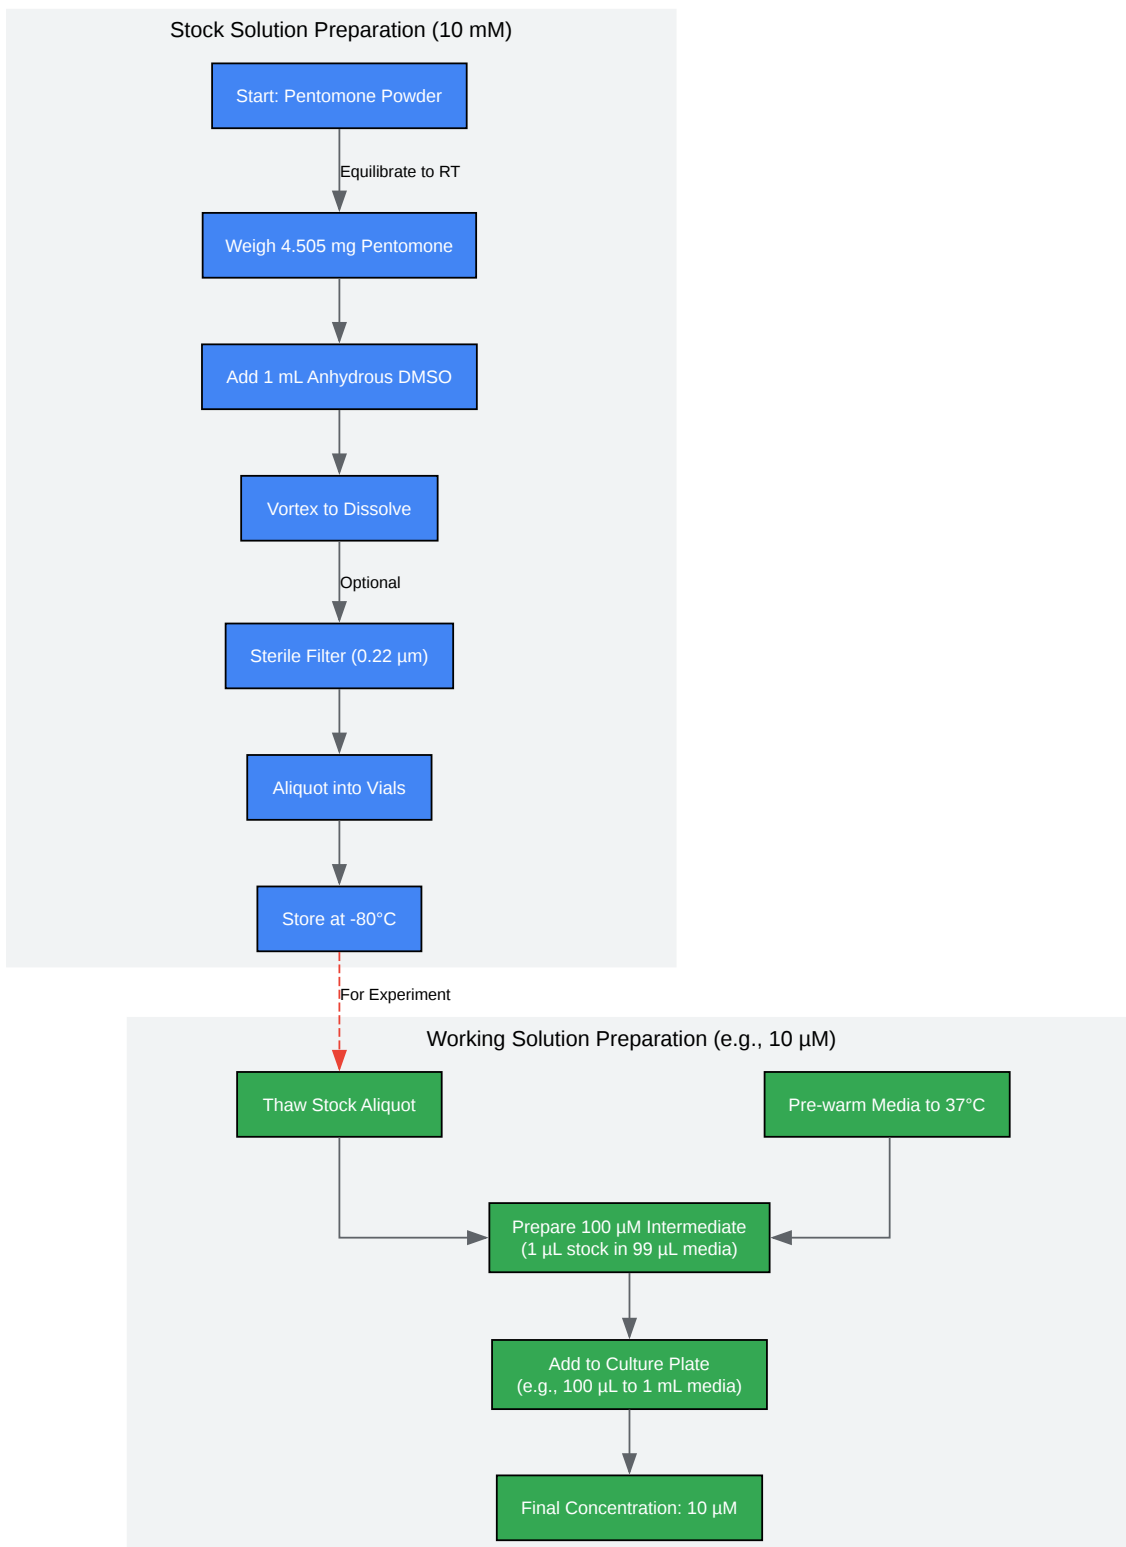 Stock Solution Preparation (10 mM)
Start: Pentomone Powder
Equilibrate to RT
Weigh 4.505 mg Pentomone
Add 1 mL Anhydrous DMSO
Vortex to Dissolve
Optional
Sterile Filter (0.22 µm)
Aliquot into Vials
Store at -80°C
For Experiment
Working Solution Preparation (e.g., 10 µM)
Thaw Stock Aliquot
Pre-warm Media to 37°C
Prepare 100 µM Intermediate
(1 µL stock in 99 µL media)
Add to Culture Plate
(e.g., 100 µL to 1 mL media)
Final Concentration: 10 µM